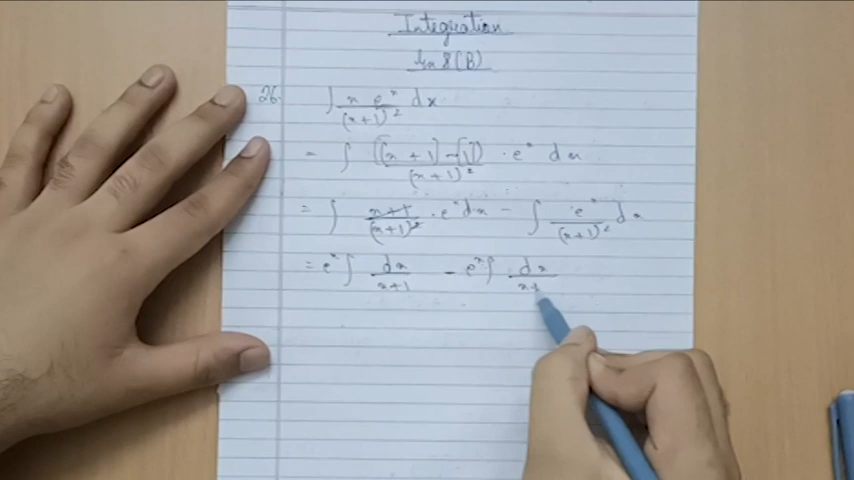 Integration
Ex 8(B)
26. ∫ x e^x / (x+1)^2 dx
= ∫ ([x + 1] - [1]) / (x+1)^2 · e^x dx
= ∫ x+1 / (x+1)^2 · e^x dx - ∫ e^x / (x+1)^2 dx
= e^x ∫ dx / x+1 - e^x ∫ dx / x+